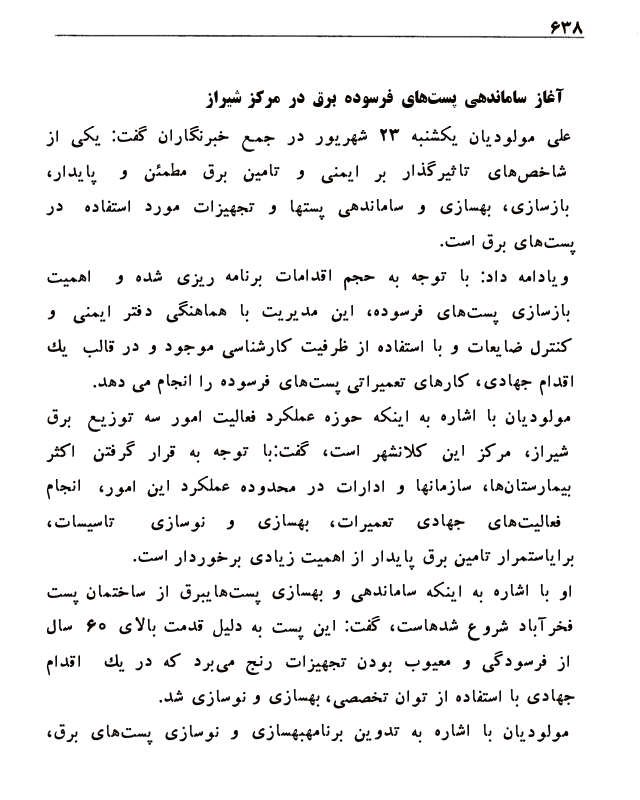 ۶۳۸
آغاز ساماندهی پست‌های فرسوده برق در مرکز شیراز
علی مولودیان یکشنبه ۲۳ شهریور در جمع خبرنگاران گفت: یکی از
شاخص‌های تاثیرگذار بر ایمنی و تامین برق مطمئن و پایدار،
بازسازی، بهسازی و ساماندهی پستها و تجهیزات مورد استفاده در
پست‌های برق است.
ویادامه داد: با توجه به حجم اقدامات برنامه ریزی شده و اهمیت
بازسازی پست‌های فرسوده، این مدیریت با هماهنگی دفتر ایمنی و
کنترل ضایعات و با استفاده از ظرفیت کارشناسی موجود و در قالب یك
اقدام جهادی، کارهای تعمیراتی پست‌های فرسوده را انجام می دهد.
مولودیان با اشاره به اینکه حوزه عملکرد فعالیت امور سه توزیع برق
شیراز، مرکز این کلانشهر است، گفت:با توجه به قرار گرفتن اکثر
بیمارستان‌ها، سازمانها و ادارات در محدوده عملکرد این امور، انجام
فعالیت‌های جهادی تعمیرات، بهسازی و نوسازی تاسیسات،
برایاستمرار تامین برق پایدار از اهمیت زیادی برخوردار است.
او با اشاره به اینکه ساماندهی و بهسازی پست‌هایبرق از ساختمان پست
فخرآباد شروع شدهاست، گفت: این پست به دلیل قدمت بالای ۶۰ سال
از فرسودگی و معیوب بودن تجهیزات رنج می‌برد که در یك اقدام
جهادی با استفاده از توان تخصصی، بهسازی و نوسازی شد.
مولودیان با اشاره به تدوین برنامهبهسازی و نوسازی پست‌های برق،